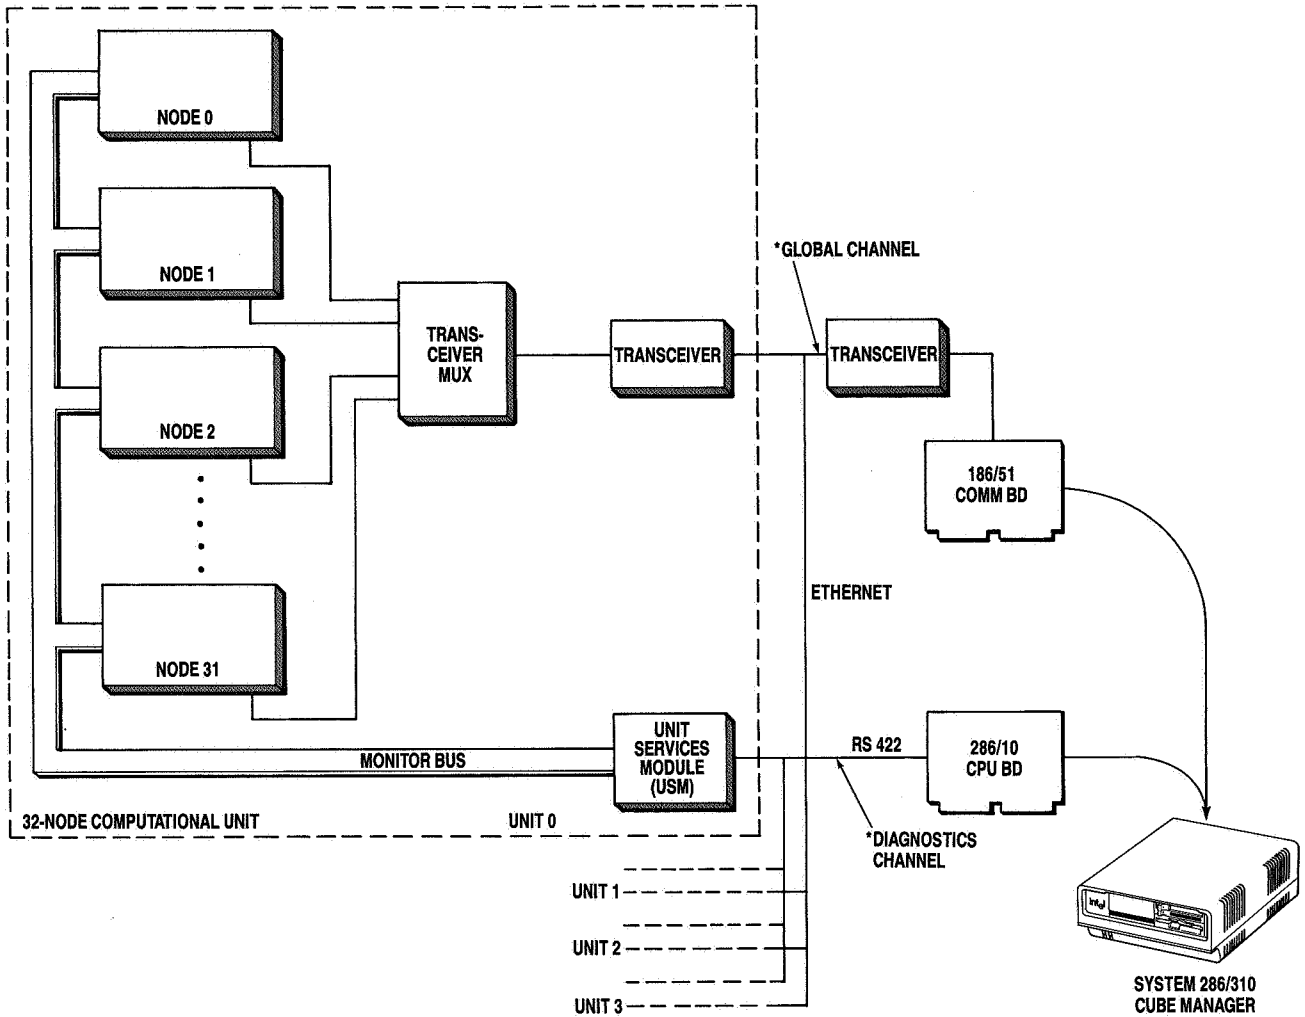 NODE 0
NODE 1
NODE 2
NODE 31
TRANS-
CEIVER
MUX
TRANSCEIVER
*GLOBAL CHANNEL
TRANSCEIVER
186/51
COMM BD
ETHERNET
UNIT
SERVICES
MODULE
(USM)
MONITOR BUS
RS 422
286/10
CPU BD
32-NODE COMPUTATIONAL UNIT
UNIT 0
*DIAGNOSTICS
CHANNEL
UNIT 1
UNIT 2
UNIT 3
intel
SYSTEM 286/310
CUBE MANAGER